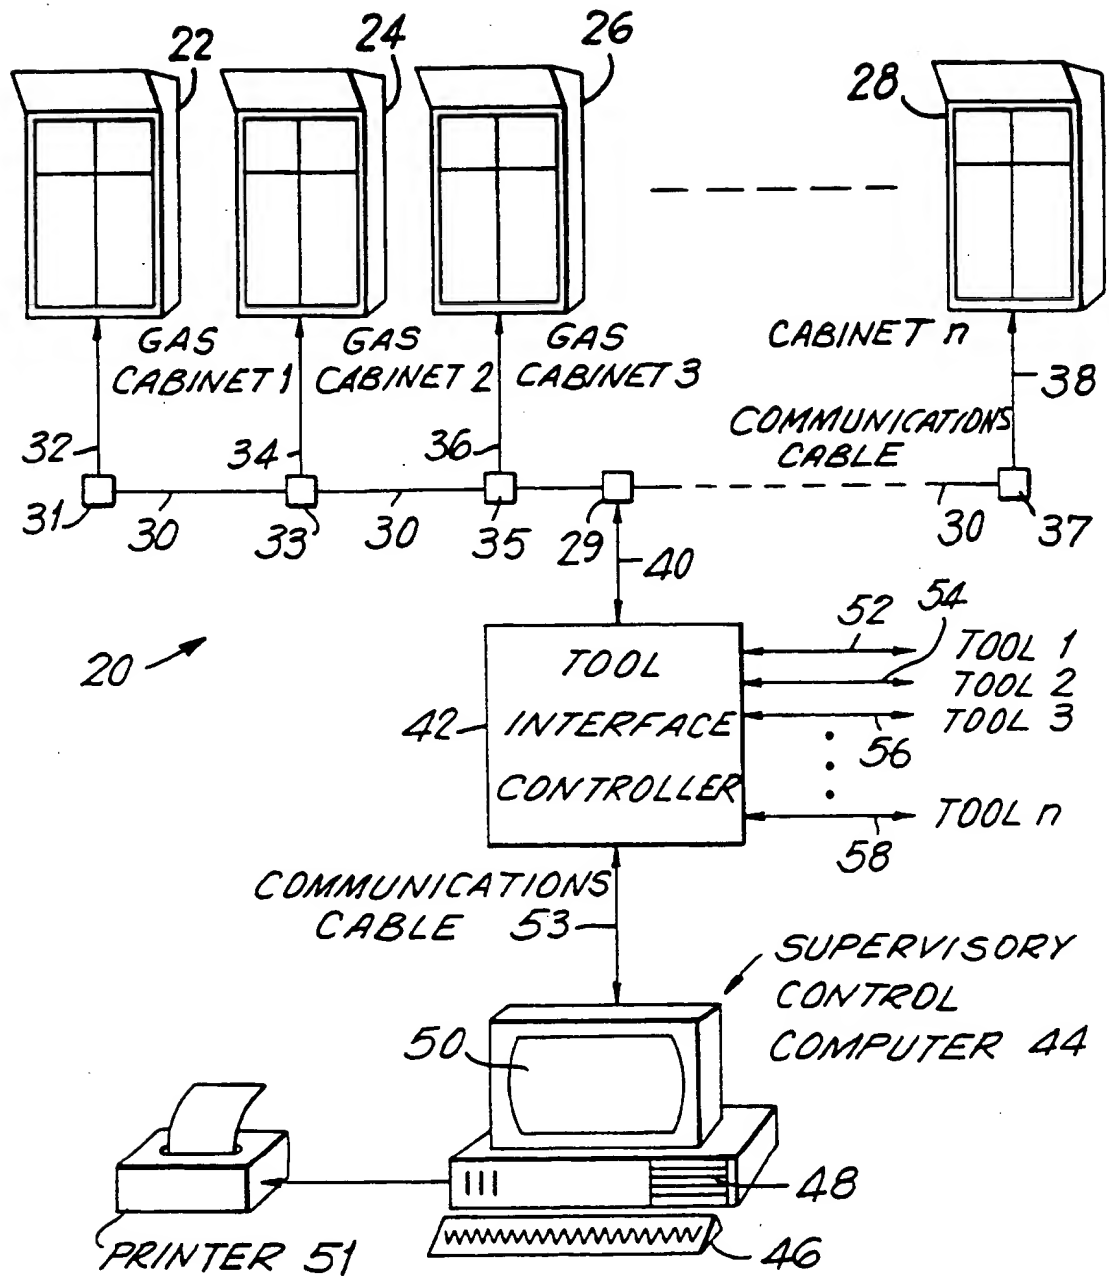 22
24
26
28
GAS
CABINET 1
GAS
CABINET 2
GAS
CABINET 3
CABINET n
38
COMMUNICATIONS
CABLE
32
34
36
31
30
33
30
35
29
30
37
40
20
42
TOOL
INTERFACE
CONTROLLER
52
54
TOOL 1
TOOL 2
TOOL 3
56
TOOL n
58
COMMUNICATIONS
CABLE 53
SUPERVISORY
CONTROL
COMPUTER 44
50
48
46
PRINTER 51